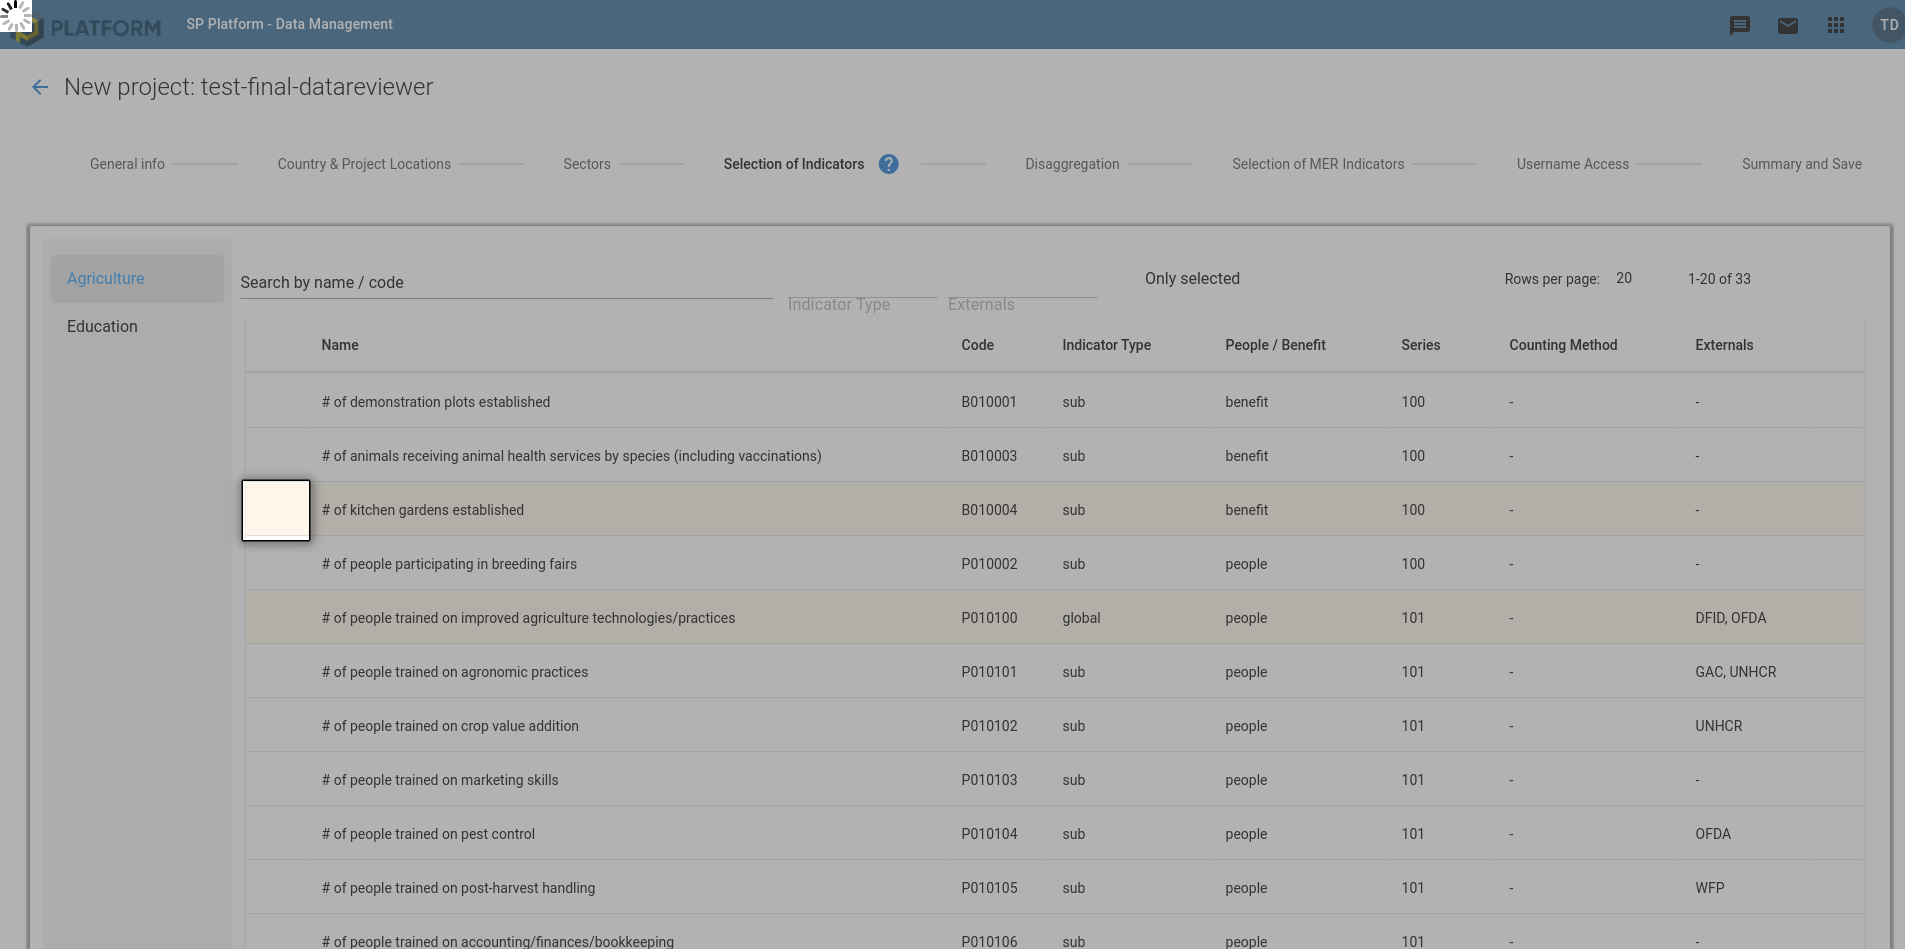 PLATFORM
SP Platform - Data Management
TD
New project: test-final-datareviewer
General info
Country & Project Locations
Sectors
Selection of Indicators
?
Disaggregation
Selection of MER Indicators
Username Access
Summary and Save
Agriculture
Education
Search by name / code
Indicator Type
Externals
Only selected
Rows per page: 20
1-20 of 33
Name Code Indicator Type People / Benefit Series Counting Method Externals
# of demonstration plots established B010001 sub benefit 100 - -
# of animals receiving animal health services by species (including vaccinations) B010003 sub benefit 100 - -
# of kitchen gardens established B010004 sub benefit 100 - -
# of people participating in breeding fairs P010002 sub people 100 - -
# of people trained on improved agriculture technologies/practices P010100 global people 101 - DFID, OFDA
# of people trained on agronomic practices P010101 sub people 101 - GAC, UNHCR
# of people trained on crop value addition P010102 sub people 101 - UNHCR
# of people trained on marketing skills P010103 sub people 101 - -
# of people trained on pest control P010104 sub people 101 - OFDA
# of people trained on post-harvest handling P010105 sub people 101 - WFP
# of people trained on accounting/finances/bookkeeping P010106 sub people 101 - -